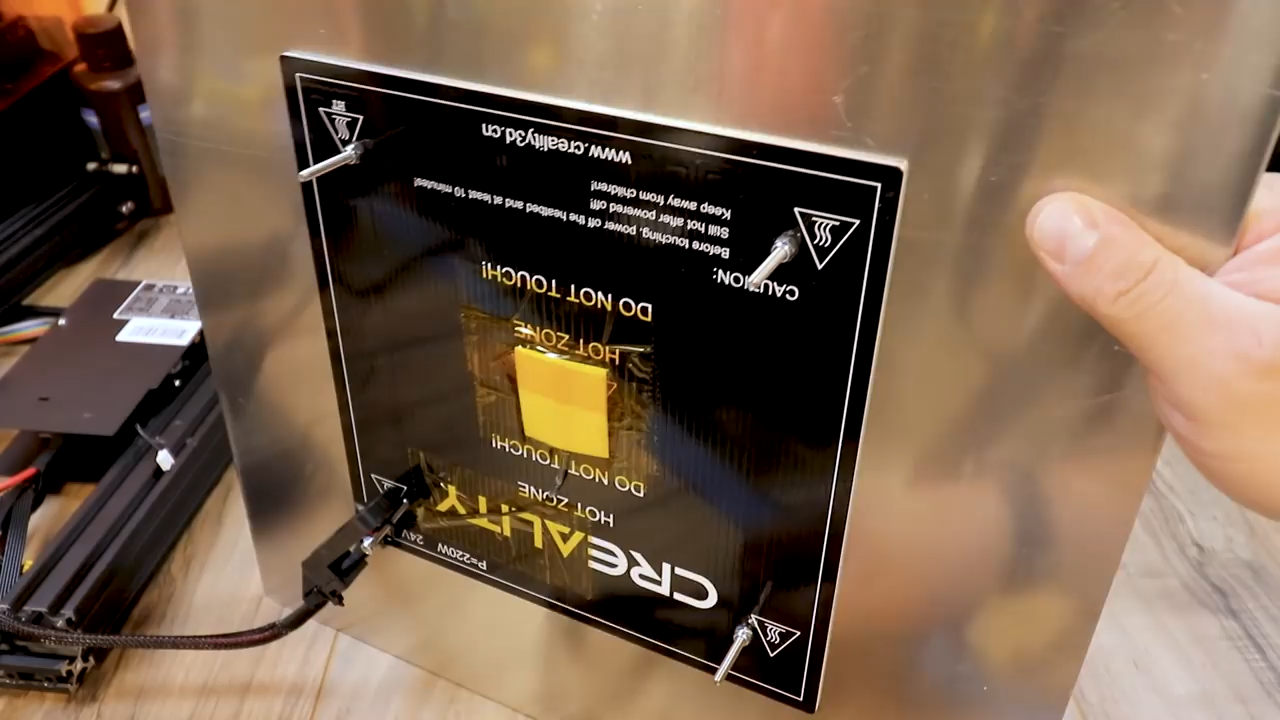 P=220W 24V
CREALITY
HOT ZONE
DO NOT TOUCH!
HOT ZONE
DO NOT TOUCH!
CAUTION:
Before touching, power off the heatbed and at least 10 minutes!
Still hot after powered off!
Keep away from children!
www.creality3d.cn